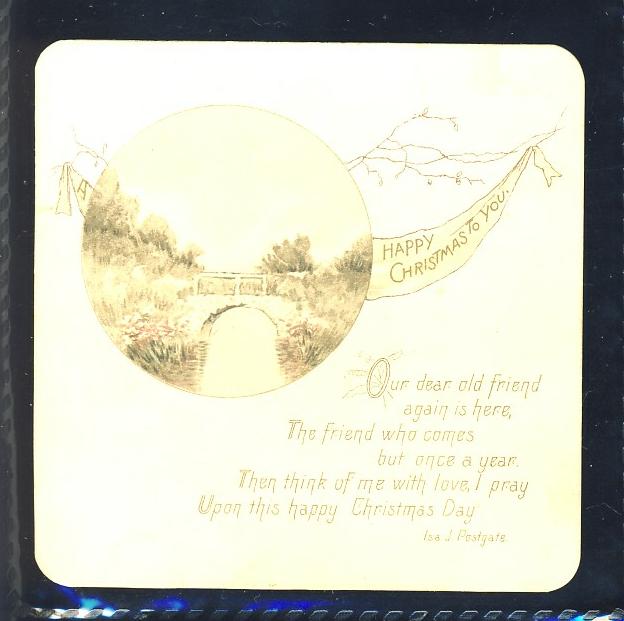 A
HAPPY
CHRISTMAS TO YOU.
Our dear old friend
again is here,
The friend who comes
but once a year.
Then think of me with love, I pray
Upon this happy Christmas Day
Isa J. Postgate.